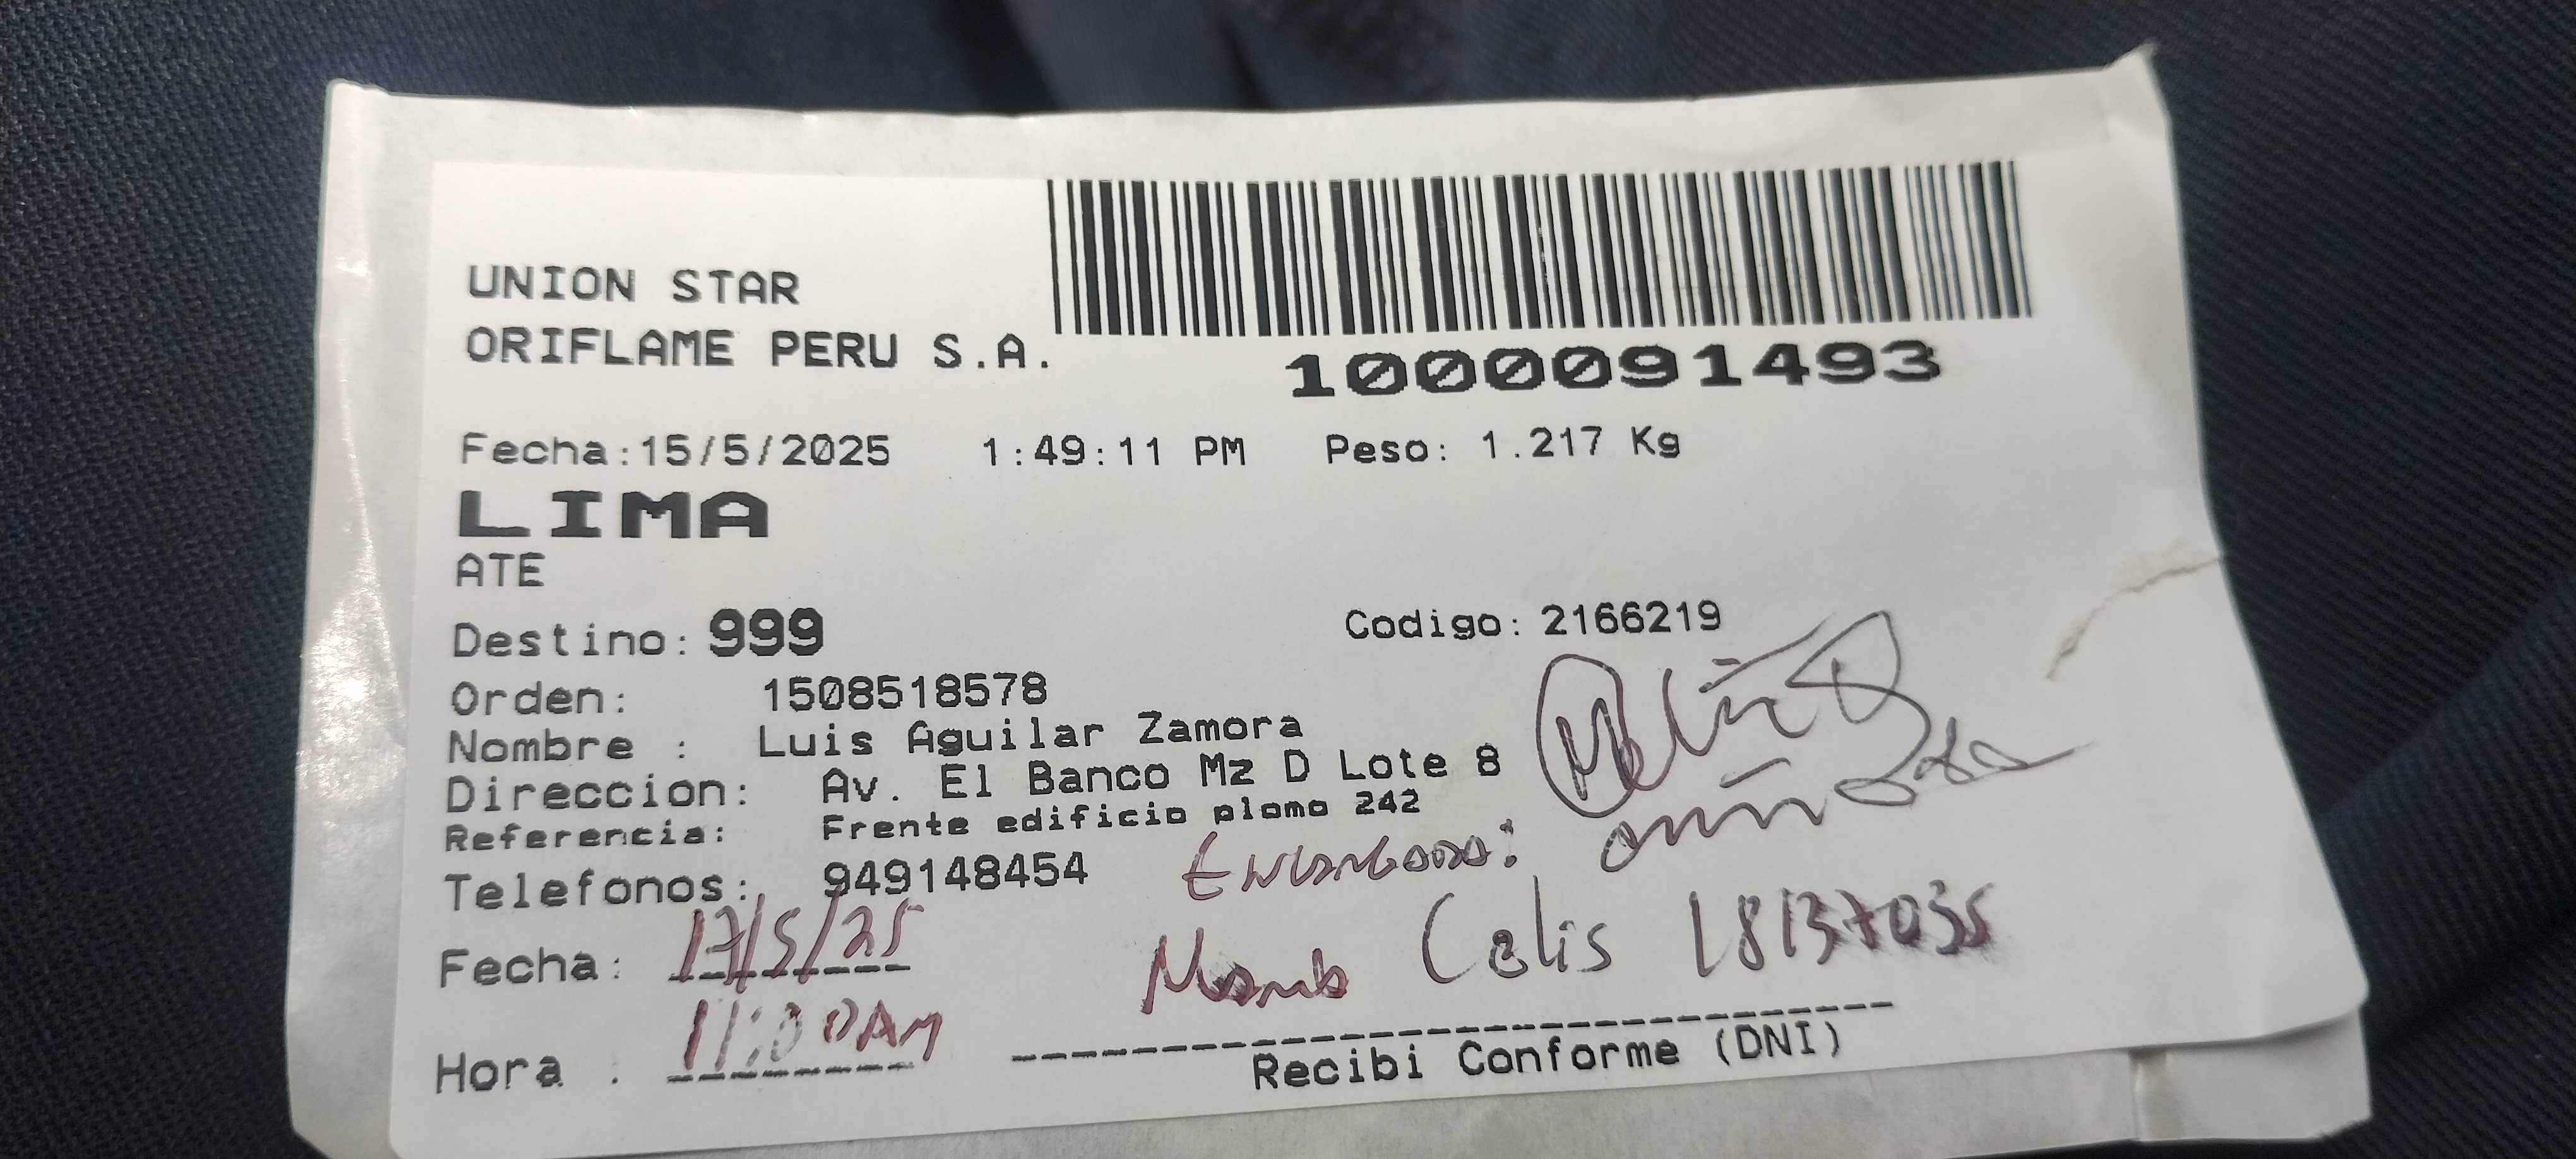 UNION STAR
ORIFLAME PERU S.A.
1000091493
Fecha:15/5/2025 1:49:11 PM Peso: 1.217 Kg
LIMA
ATE
Destino: 999 Codigo: 2166219
Orden: 1508518578
Nombre : Luis Aguilar Zamora
Direccion: Av. El Banco Mz D Lote 8
Referencia: Frente edificio plomo 242
Telefonos: 949148454
Fecha: 17/5/25
Celis 18137035
Hora : 11:00AM
Recibi Conforme (DNI)